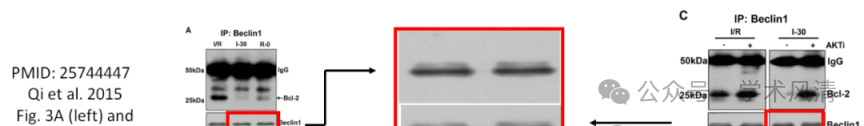 PMID: 25744447
Qi et al. 2015
Fig. 3A (left) and
A
IP: Beclin1
I/R I-30 R-0
50kDa
IgG
25kDa
Bcl-2
Beclin1
C
IP: Beclin1
I/R I-30
- + - + AKTi
50kDa
IgG
25kDa
Bcl-2
Beclin1
公众号 学术风清